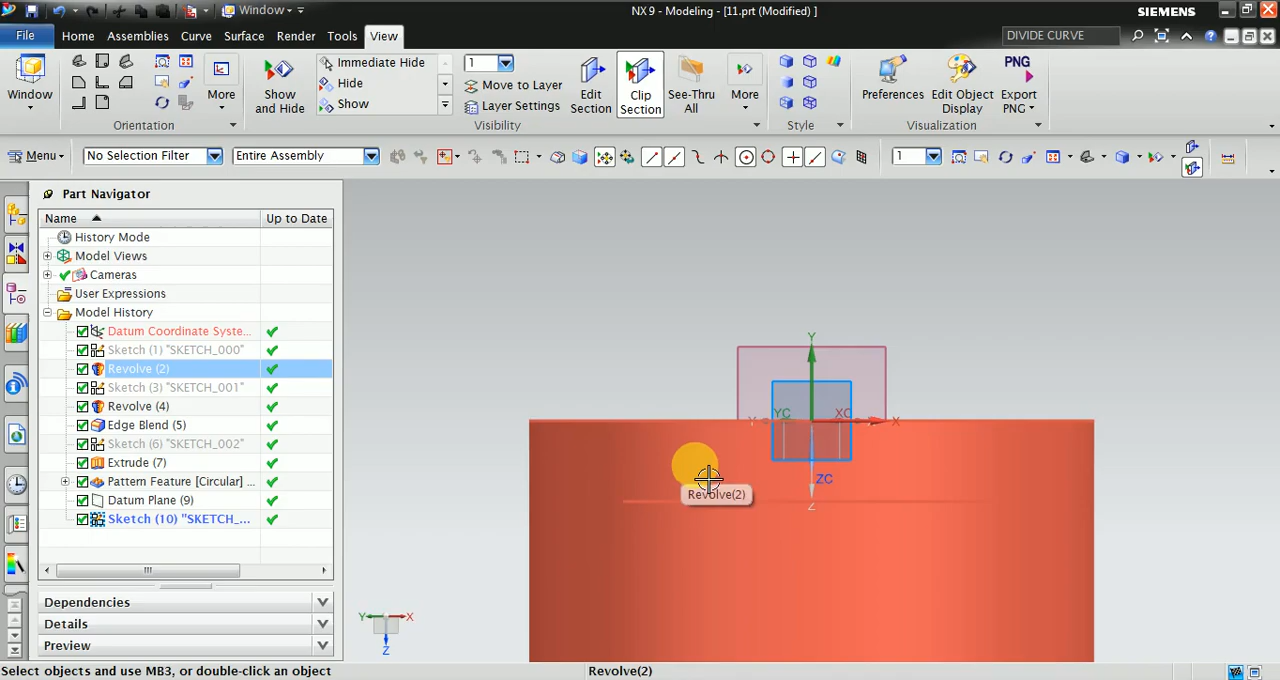 Window
NX 9 - Modeling - [11.prt (Modified) ]
SIEMENS
File
Home
Assemblies
Curve
Surface
Render
Tools
View
DIVIDE CURVE
Window
More
Orientation
Show and Hide
Immediate Hide
Hide
Show
1
Move to Layer
Layer Settings
Visibility
Edit Section
Clip Section
See-Thru All
More
Style
Preferences
Edit Object Display
PNG
Export PNG
Visualization
Menu
No Selection Filter
Entire Assembly
1
Part Navigator
Name
Up to Date
History Mode
Model Views
Cameras
User Expressions
Model History
Datum Coordinate Syste...
Sketch (1) "SKETCH_000"
Revolve (2)
Sketch (3) "SKETCH_001"
Revolve (4)
Edge Blend (5)
Sketch (6) "SKETCH_002"
Extrude (7)
Pattern Feature [Circular] ...
Datum Plane (9)
Sketch (10) "SKETCH_...
Dependencies
Details
Preview
Y
YC
XC
Y
X
ZC
Z
Revolve(2)
Y
X
Z
Select objects and use MB3, or double-click an object
Revolve(2)